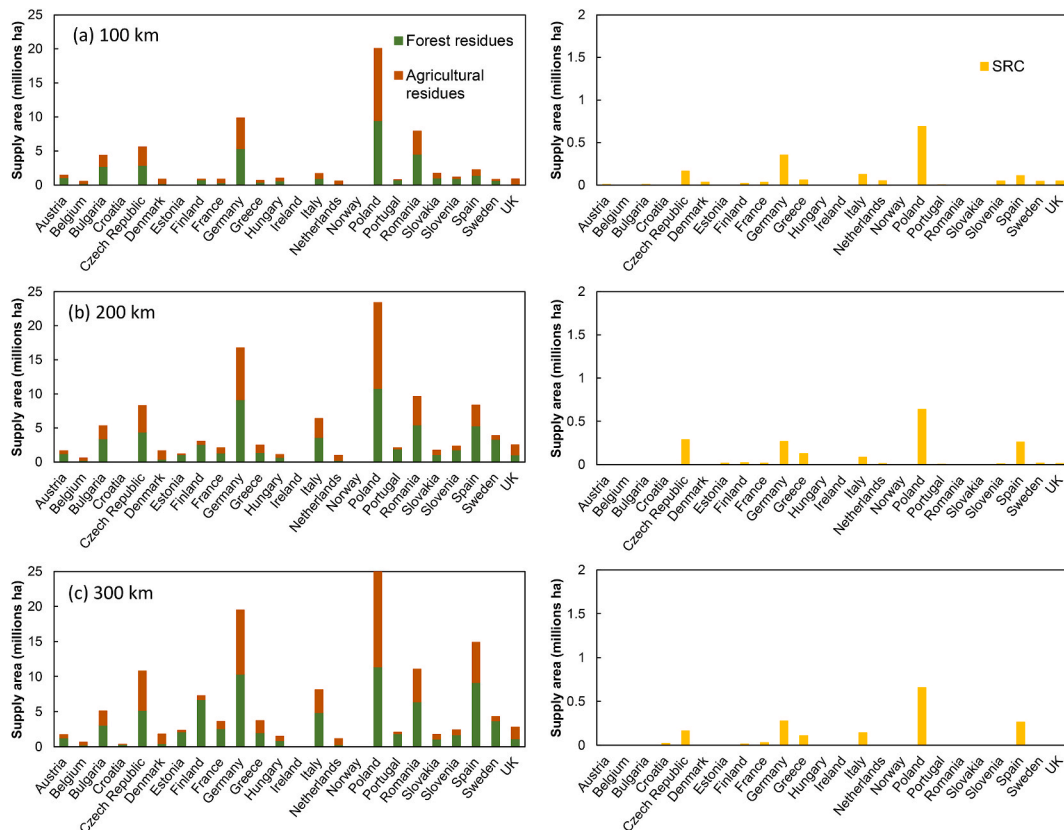 (a) 100 km
Forest residues
Agricultural
residues
Supply area (millions ha)
25
20
15
10
5
0
Austria
Belgium
Bulgaria
Croatia
Czech Republic
Denmark
Estonia
Finland
France
Germany
Greece
Hungary
Ireland
Italy
Netherlands
Norway
Poland
Portugal
Romania
Slovakia
Slovenia
Spain
Sweden
UK
SRC
Supply area (millions ha)
2
1.5
1
0.5
0
Austria
Belgium
Bulgaria
Croatia
Czech Republic
Denmark
Estonia
Finland
France
Germany
Greece
Hungary
Ireland
Italy
Netherlands
Norway
Poland
Portugal
Romania
Slovakia
Slovenia
Spain
Sweden
UK
(b) 200 km
Supply area (millions ha)
25
20
15
10
5
0
Austria
Belgium
Bulgaria
Croatia
Czech Republic
Denmark
Estonia
Finland
France
Germany
Greece
Hungary
Ireland
Italy
Netherlands
Norway
Poland
Portugal
Romania
Slovakia
Slovenia
Spain
Sweden
UK
Supply area (millions ha)
2
1.5
1
0.5
0
Austria
Belgium
Bulgaria
Croatia
Czech Republic
Denmark
Estonia
Finland
France
Germany
Greece
Hungary
Ireland
Italy
Netherlands
Norway
Poland
Portugal
Romania
Slovakia
Slovenia
Spain
Sweden
UK
(c) 300 km
Supply area (millions ha)
25
20
15
10
5
0
Austria
Belgium
Bulgaria
Croatia
Czech Republic
Denmark
Estonia
Finland
France
Germany
Greece
Hungary
Ireland
Italy
Netherlands
Norway
Poland
Portugal
Romania
Slovakia
Slovenia
Spain
Sweden
UK
Supply area (millions ha)
2
1.5
1
0.5
0
Austria
Belgium
Bulgaria
Croatia
Czech Republic
Denmark
Estonia
Finland
France
Germany
Greece
Hungary
Ireland
Italy
Netherlands
Norway
Poland
Portugal
Romania
Slovakia
Slovenia
Spain
Sweden
UK